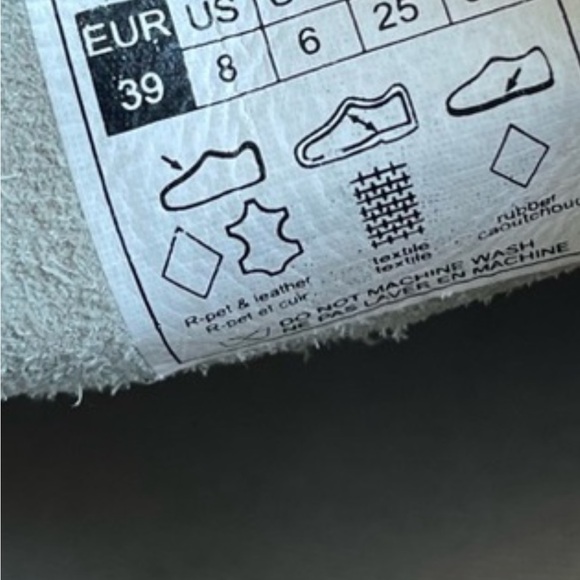 EUR US
39 8 6 25
R-pet & leather
R-pet et cuir
textile
textile
rubber
caoutchouc
DO NOT MACHINE WASH
NE PAS LAVER EN MACHINE